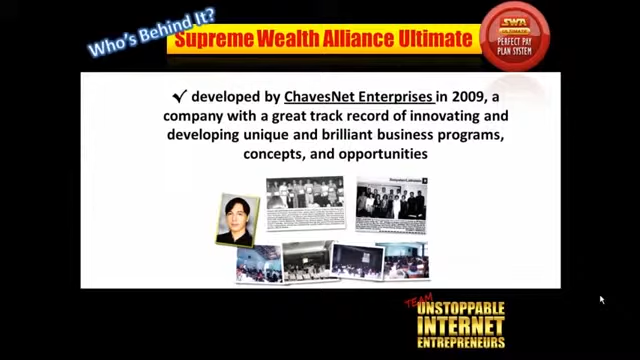 Who's Behind It?
Supreme Wealth Alliance Ultimate
SWA
ULTIMATE
PERFECT PAY
PLAN SYSTEM
✓ developed by ChavesNet Enterprises in 2009, a
company with a great track record of innovating and
developing unique and brilliant business programs,
concepts, and opportunities
TEAM
UNSTOPPABLE
INTERNET
ENTREPRENEURS